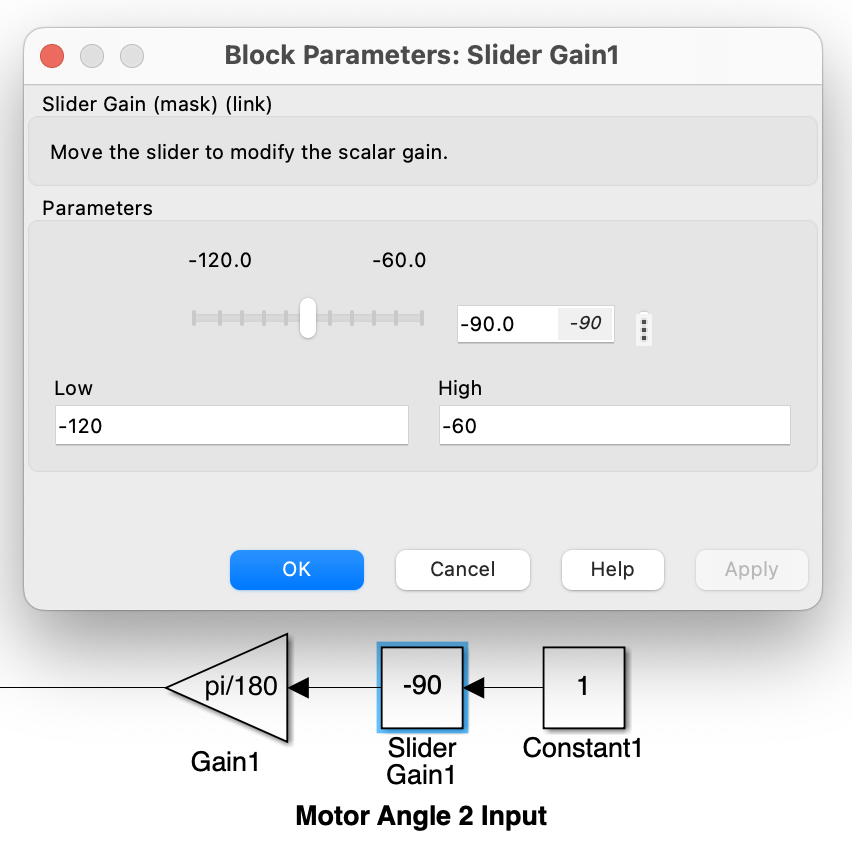 Block Parameters: Slider Gain1
Slider Gain (mask) (link)
Move the slider to modify the scalar gain.
Parameters
-120.0 -60.0
-90.0 -90
Low High
-120 -60
OK Cancel Help Apply
pi/180 -90 1
Gain1 Slider Gain1 Constant1
Motor Angle 2 Input